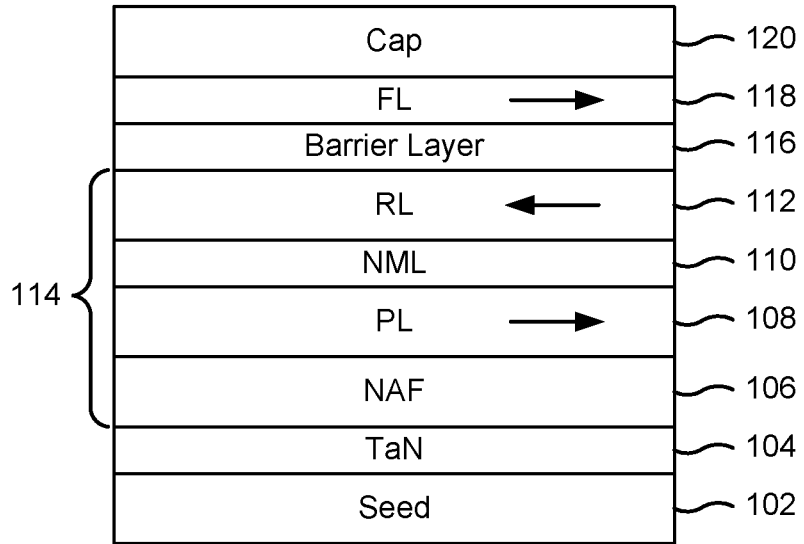 Cap 120
FL 118
Barrier Layer 116
RL 112
NML 110
114
PL 108
NAF 106
TaN 104
Seed 102